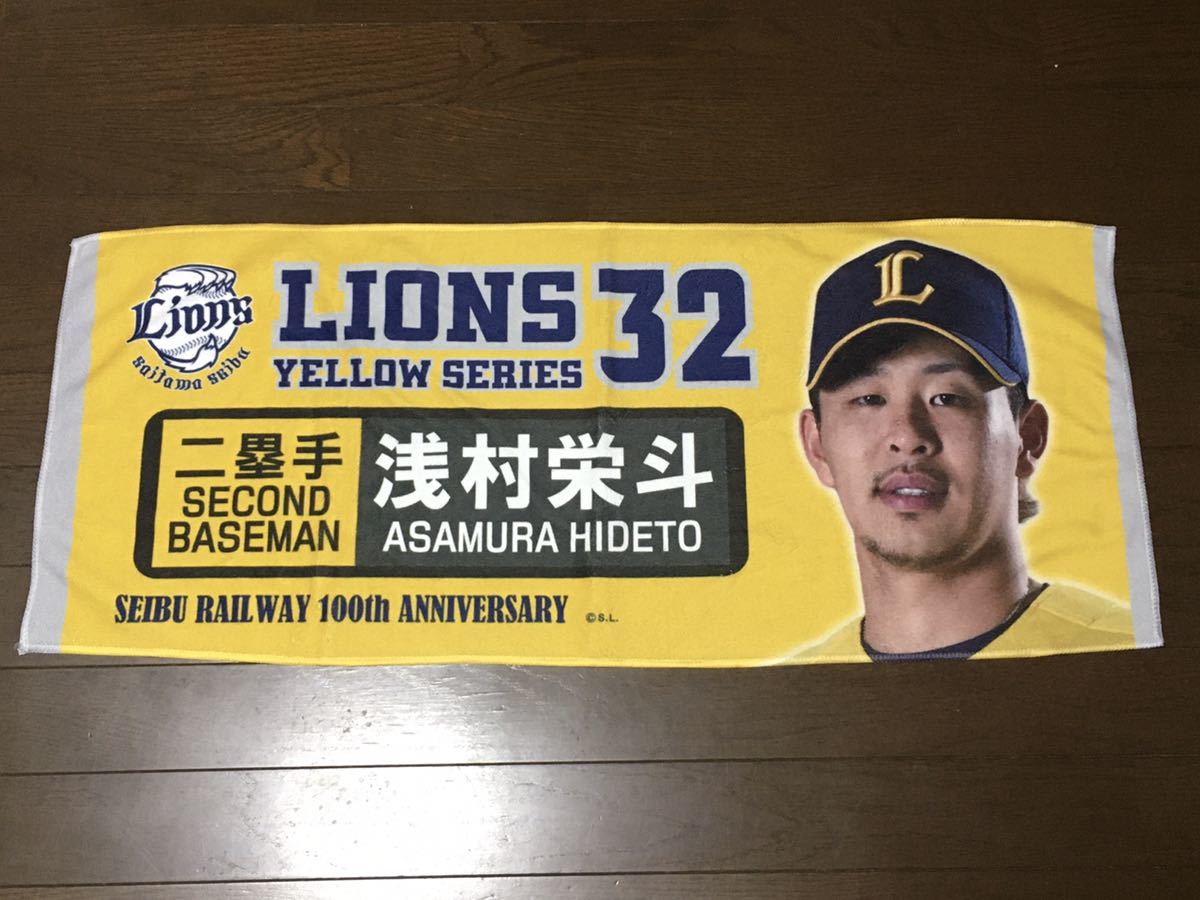 Lions
Saitama Seibu
LIONS 32
YELLOW SERIES
二塁手
SECOND
BASEMAN
浅村栄斗
ASAMURA HIDETO
SEIBU RAILWAY 100th ANNIVERSARY ©S.L.
L